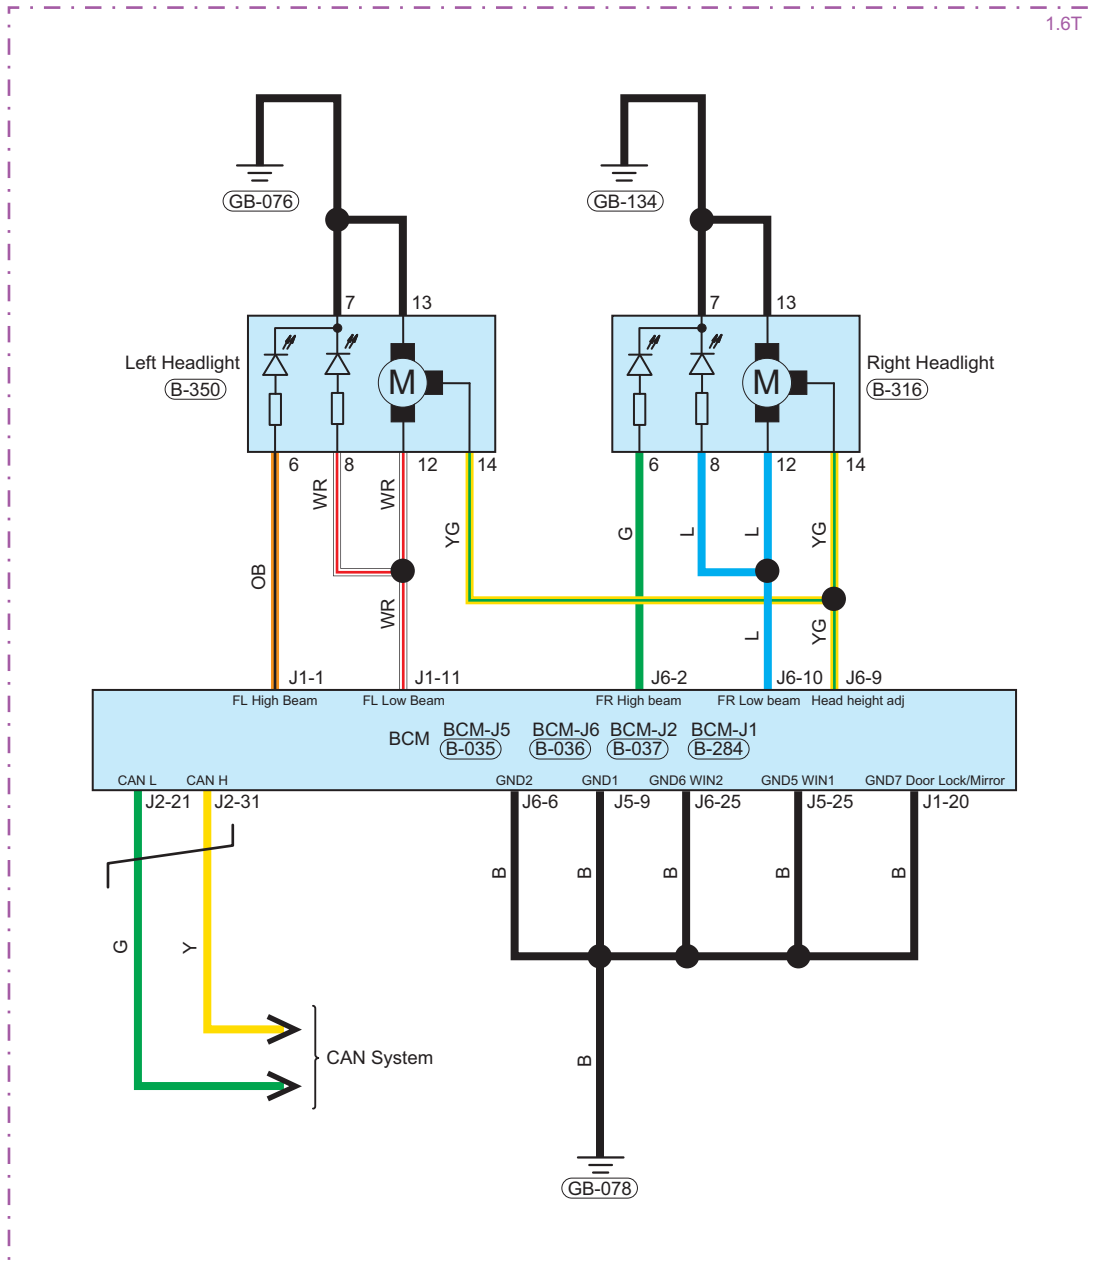 1.6T
GB-076
GB-134
7 13
7 13
Left Headlight
B-350
M
M
Right Headlight
B-316
6 8 12 14
6 8 12 14
WR WR YG
G L L YG
OB
WR
L YG
J1-1 J1-11
J6-2 J6-10 J6-9
FL High Beam FL Low Beam
FR High beam FR Low beam Head height adj
BCM BCM-J5 BCM-J6 BCM-J2 BCM-J1
B-035 B-036 B-037 B-284
CAN L CAN H
GND2 GND1 GND6 WIN2 GND5 WIN1 GND7 Door Lock/Mirror
J2-21 J2-31
J6-6 J5-9 J6-25 J5-25 J1-20
B B B B B
G Y
CAN System
B
GB-078